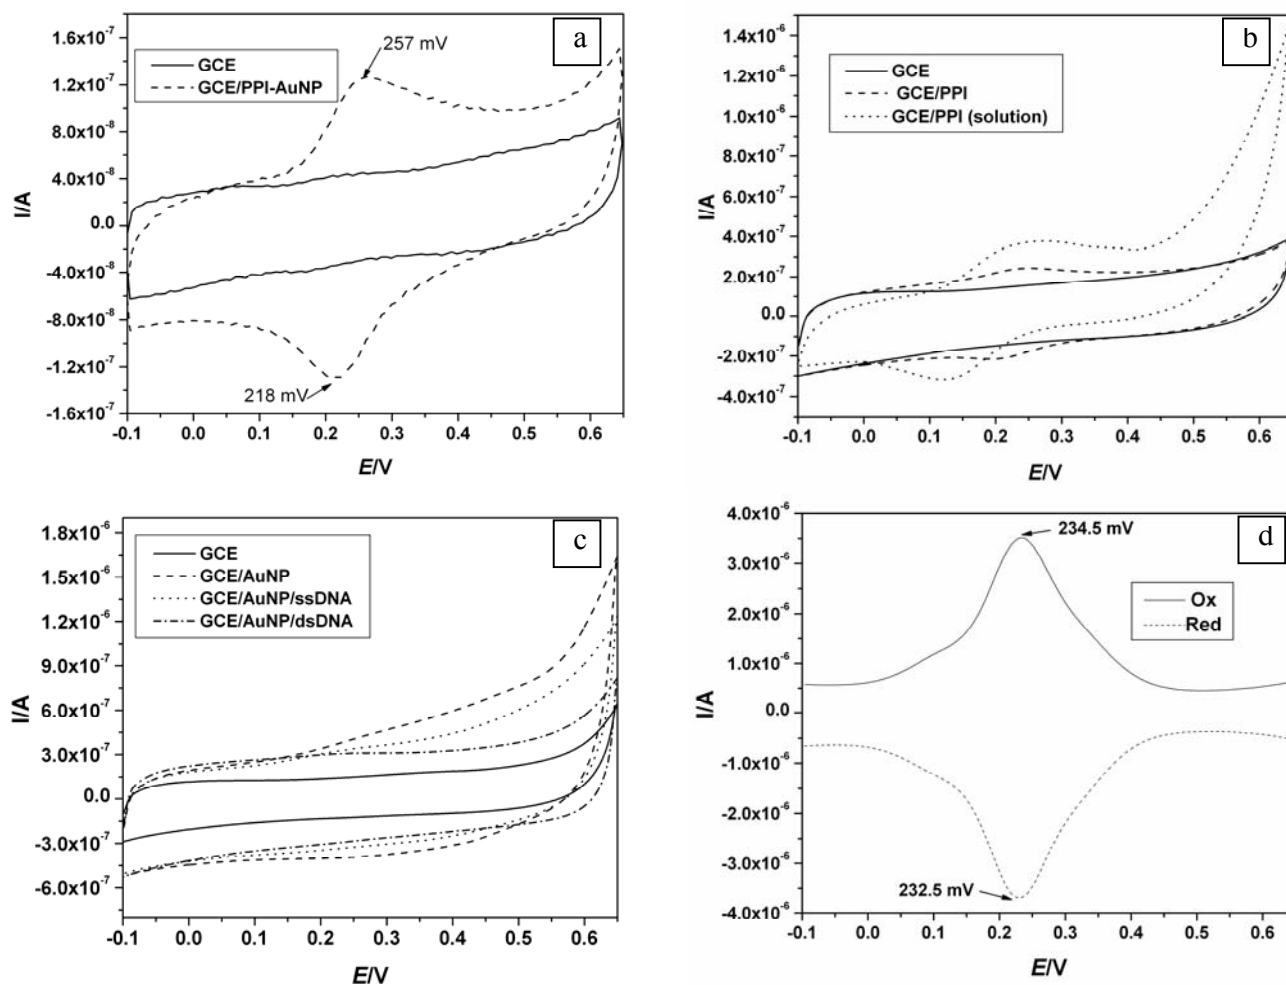 a
1.6x10⁻⁷
1.2x10⁻⁷
8.0x10⁻⁸
4.0x10⁻⁸
0.0
-4.0x10⁻⁸
-8.0x10⁻⁸
-1.2x10⁻⁷
-1.6x10⁻⁷
I/A
GCE
GCE/PPI-AuNP
257 mV
218 mV
-0.1 0.0 0.1 0.2 0.3 0.4 0.5 0.6
E/V
b
1.4x10⁻⁶
1.2x10⁻⁶
1.0x10⁻⁶
8.0x10⁻⁷
6.0x10⁻⁷
4.0x10⁻⁷
2.0x10⁻⁷
0.0
-2.0x10⁻⁷
-4.0x10⁻⁷
I/A
GCE
GCE/PPI
GCE/PPI (solution)
-0.1 0.0 0.1 0.2 0.3 0.4 0.5 0.6
E/V
c
1.8x10⁻⁶
1.5x10⁻⁶
1.2x10⁻⁶
9.0x10⁻⁷
6.0x10⁻⁷
3.0x10⁻⁷
0.0
-3.0x10⁻⁷
-6.0x10⁻⁷
I/A
GCE
GCE/AuNP
GCE/AuNP/ssDNA
GCE/AuNP/dsDNA
-0.1 0.0 0.1 0.2 0.3 0.4 0.5 0.6
E/V
d
4.0x10⁻⁶
3.0x10⁻⁶
2.0x10⁻⁶
1.0x10⁻⁶
0.0
-1.0x10⁻⁶
-2.0x10⁻⁶
-3.0x10⁻⁶
-4.0x10⁻⁶
I/A
234.5 mV
Ox
Red
232.5 mV
-0.1 0.0 0.1 0.2 0.3 0.4 0.5 0.6
E/V